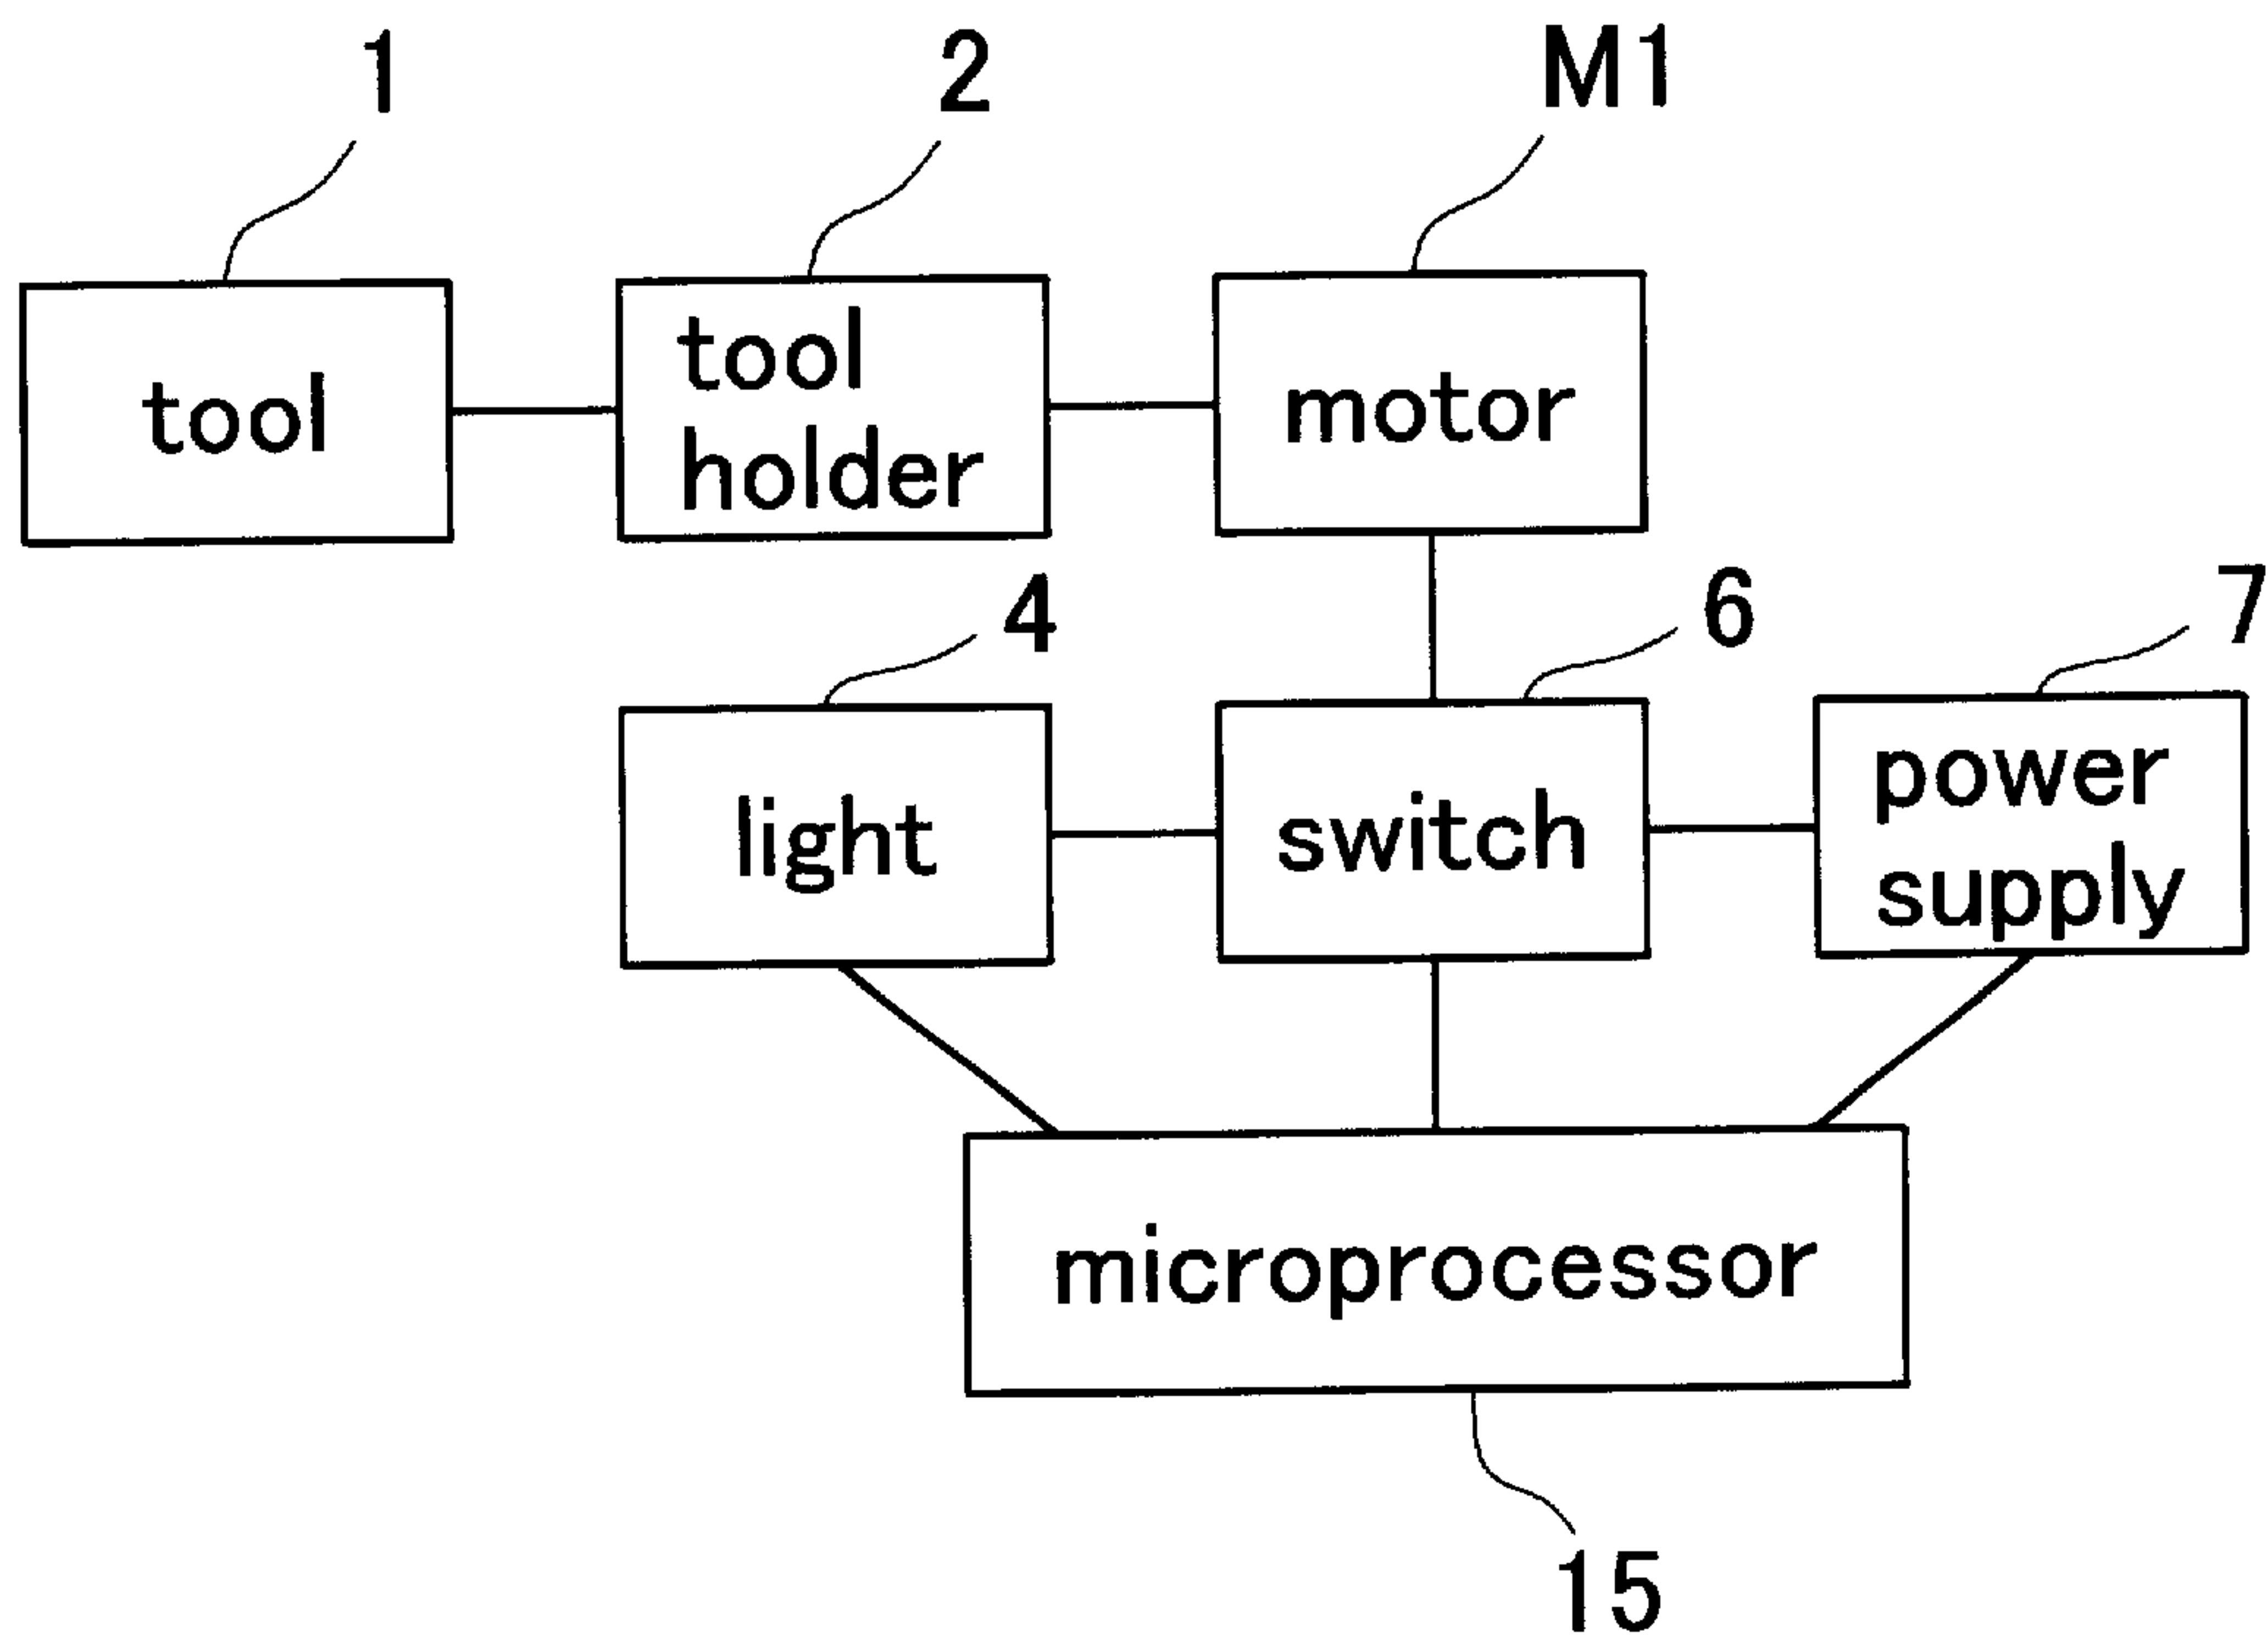 1
2
M1
tool
tool
holder
motor
4
6
7
light
switch
power
supply
microprocessor
15